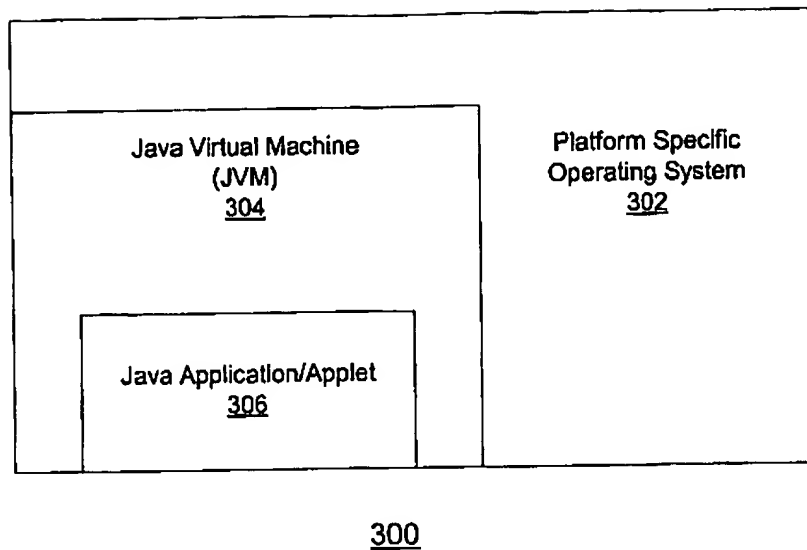 Java Virtual Machine
(JVM)
304
Platform Specific
Operating System
302
Java Application/Applet
306
300